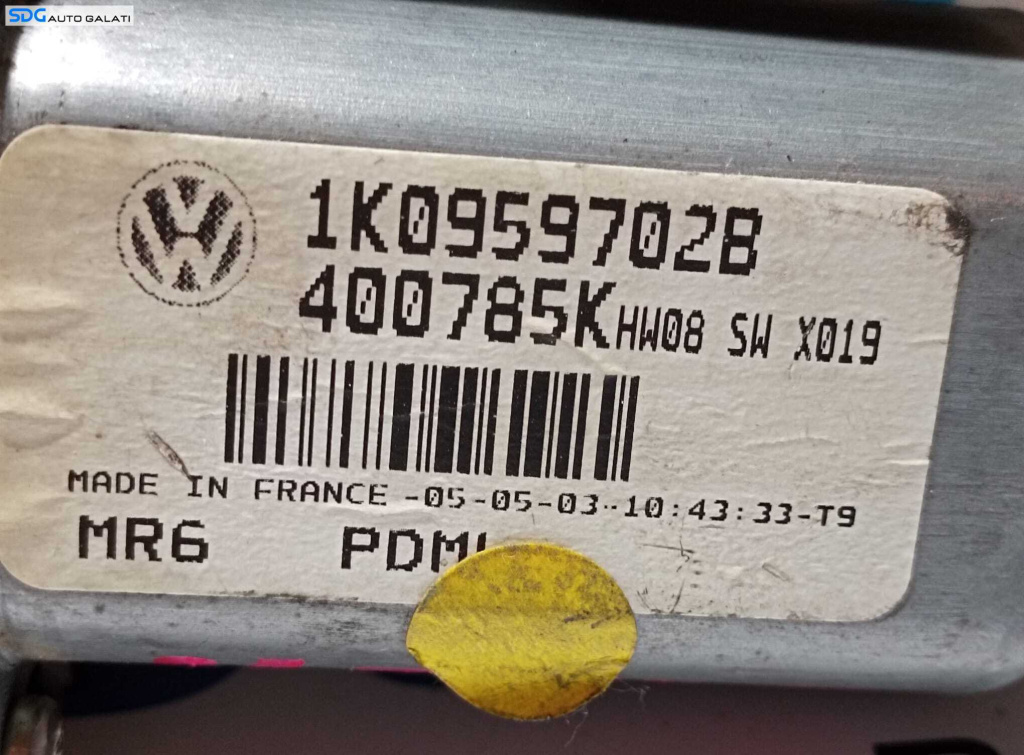 SDG AUTO GALATI
1K0959702B
400785K HW08 SW X019
MADE IN FRANCE -05-05-03--10:43:33-T9
MR6